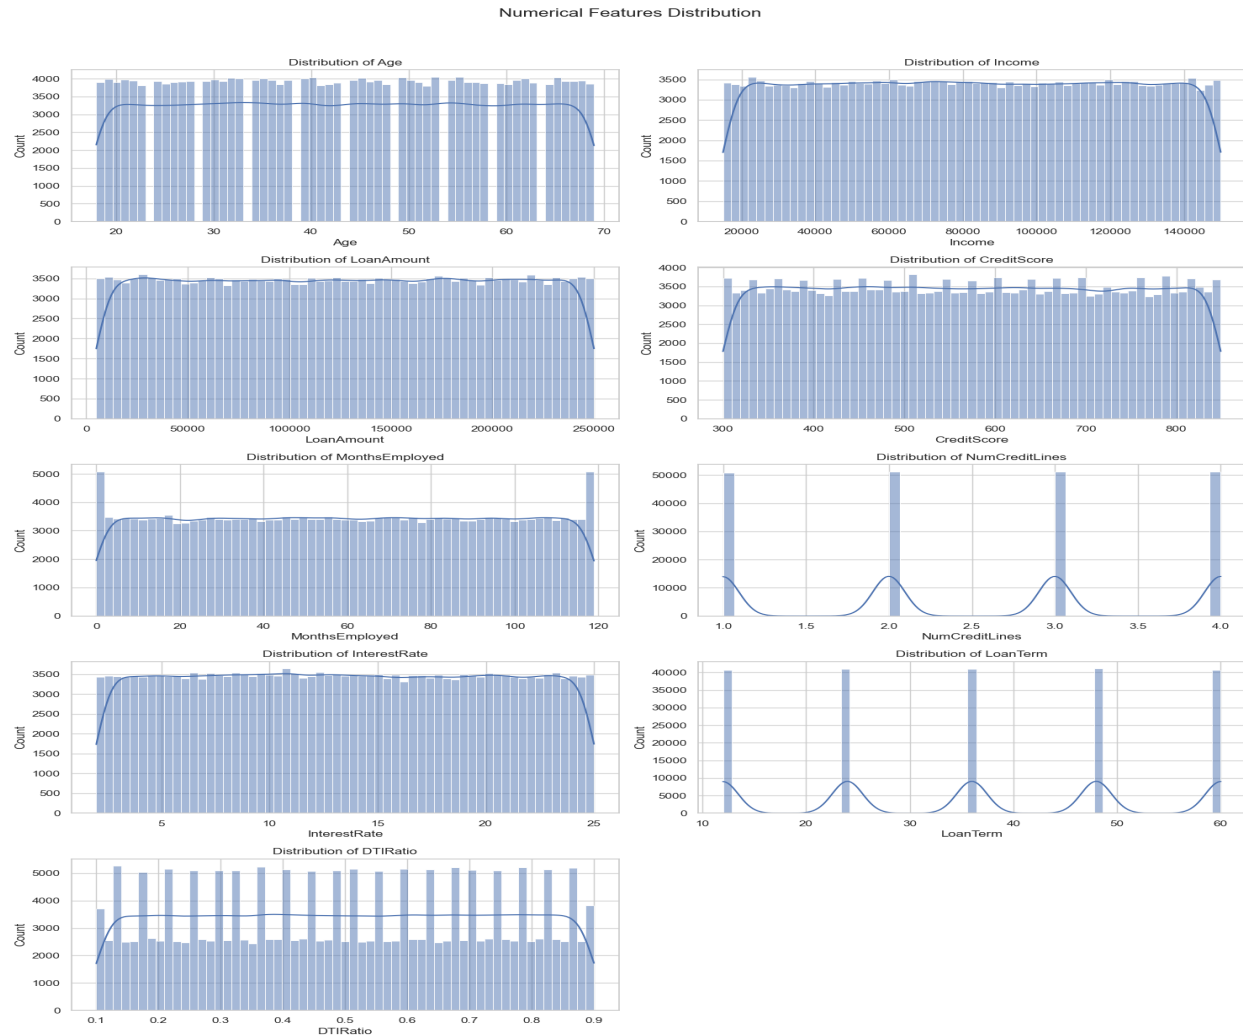 Numerical Features Distribution
Distribution of Age
4000
3500
3000
2500
2000
1500
1000
500
0
Count
20 30 40 50 60 70
Age
Distribution of Income
3500
3000
2500
2000
1500
1000
500
0
Count
20000 40000 60000 80000 100000 120000 140000
Income
Distribution of LoanAmount
3500
3000
2500
2000
1500
1000
500
0
Count
0 50000 100000 150000 200000 250000
LoanAmount
Distribution of CreditScore
4000
3500
3000
2500
2000
1500
1000
500
0
Count
300 400 500 600 700 800
CreditScore
Distribution of MonthsEmployed
5000
4000
3000
2000
1000
0
Count
0 20 40 60 80 100 120
MonthsEmployed
Distribution of NumCreditLines
50000
40000
30000
20000
10000
0
Count
1.0 1.5 2.0 2.5 3.0 3.5 4.0
NumCreditLines
Distribution of InterestRate
3500
3000
2500
2000
1500
1000
500
0
Count
5 10 15 20 25
InterestRate
Distribution of LoanTerm
40000
35000
30000
25000
20000
15000
10000
5000
0
Count
10 20 30 40 50 60
LoanTerm
Distribution of DTIRatio
5000
4000
3000
2000
1000
0
Count
0.1 0.2 0.3 0.4 0.5 0.6 0.7 0.8 0.9
DTIRatio